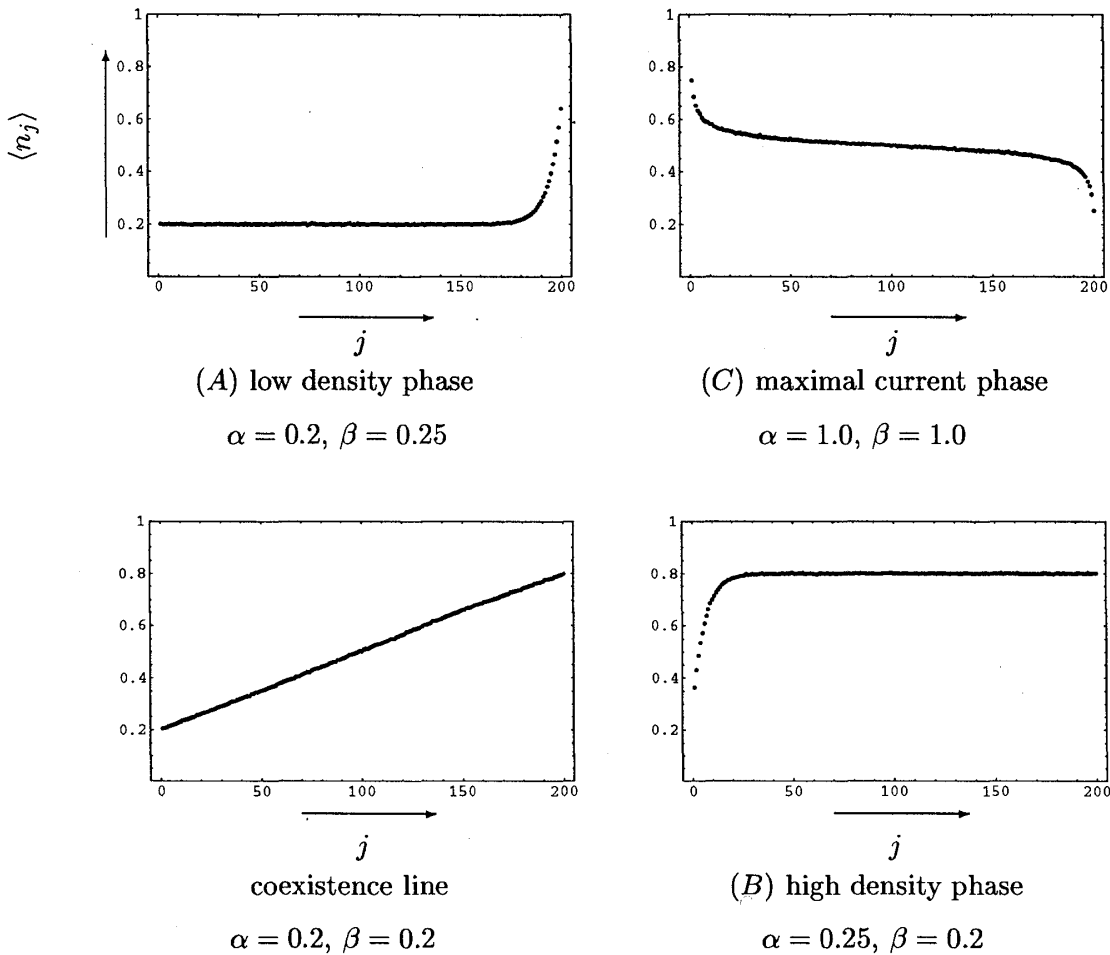 ⟨n_j⟩
1
0.8
0.6
0.4
0.2
0 50 100 150 200
j
(A) low density phase
α = 0.2, β = 0.25
1
0.8
0.6
0.4
0.2
0 50 100 150 200
j
(C) maximal current phase
α = 1.0, β = 1.0
1
0.8
0.6
0.4
0.2
0 50 100 150 200
j
coexistence line
α = 0.2, β = 0.2
1
0.8
0.6
0.4
0.2
0 50 100 150 200
j
(B) high density phase
α = 0.25, β = 0.2